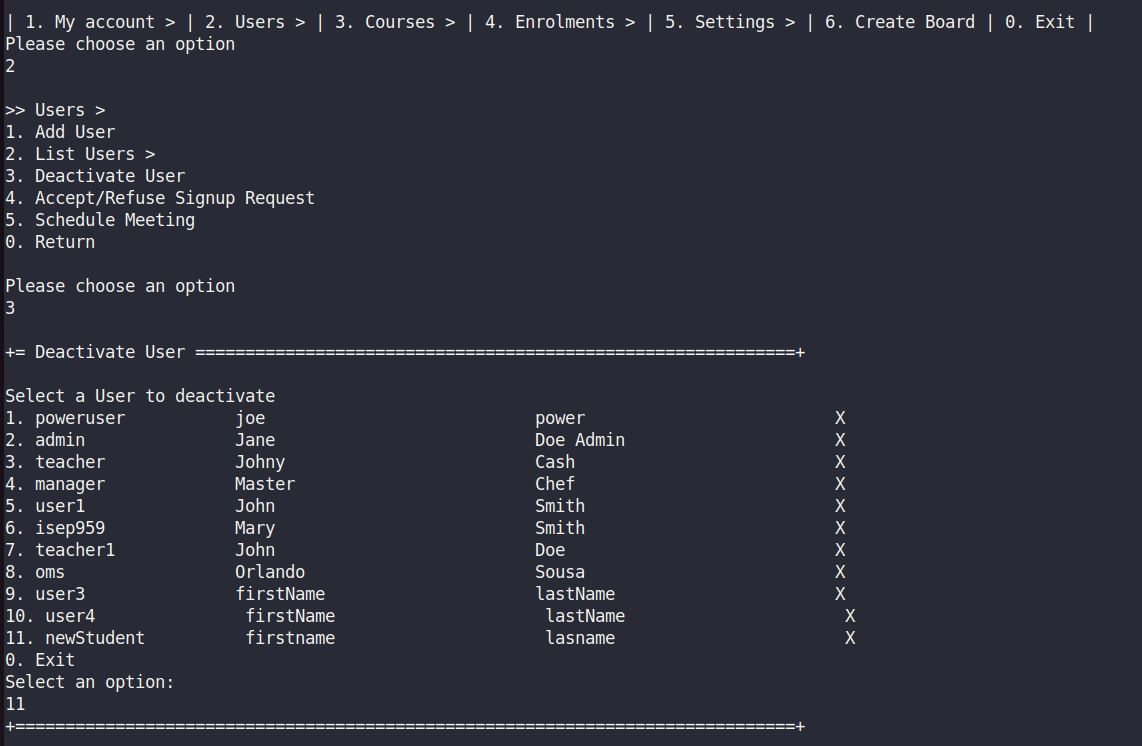 | 1. My account > | 2. Users > | 3. Courses > | 4. Enrolments > | 5. Settings > | 6. Create Board | 0. Exit |
Please choose an option
2
>> Users >
1. Add User
2. List Users >
3. Deactivate User
4. Accept/Refuse Signup Request
5. Schedule Meeting
0. Return
Please choose an option
3
+= Deactivate User ============================================================+
Select a User to deactivate
1. poweruser           joe                           power                         X
2. admin               Jane                          Doe Admin                     X
3. teacher             Johny                         Cash                          X
4. manager             Master                        Chef                          X
5. user1               John                          Smith                         X
6. isep959             Mary                          Smith                         X
7. teacher1            John                          Doe                           X
8. oms                 Orlando                       Sousa                         X
9. user3               firstName                     lastName                      X
10. user4               firstName                     lastName                      X
11. newStudent          firstname                     lasname                       X
0. Exit
Select an option:
11
+==============================================================================+